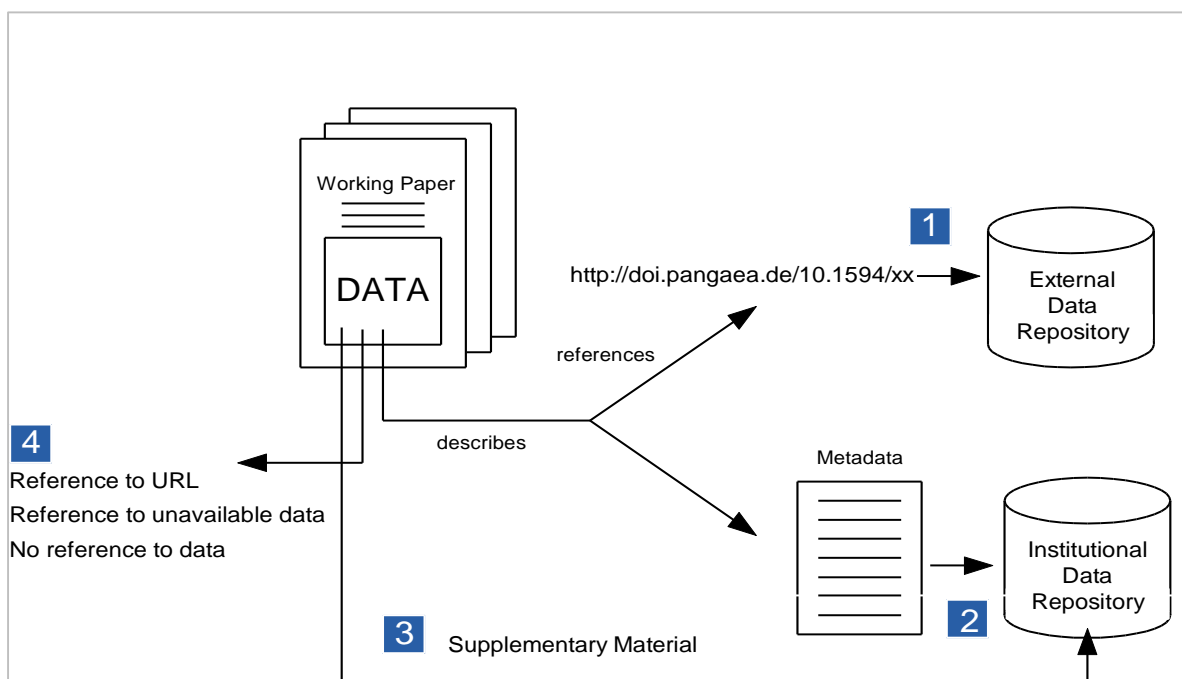 Working Paper
DATA
1
http://doi.pangaea.de/10.1594/xx
External
Data
Repository
references
describes
4
Reference to URL
Reference to unavailable data
No reference to data
Metadata
Institutional
Data
Repository
2
3
Supplementary Material